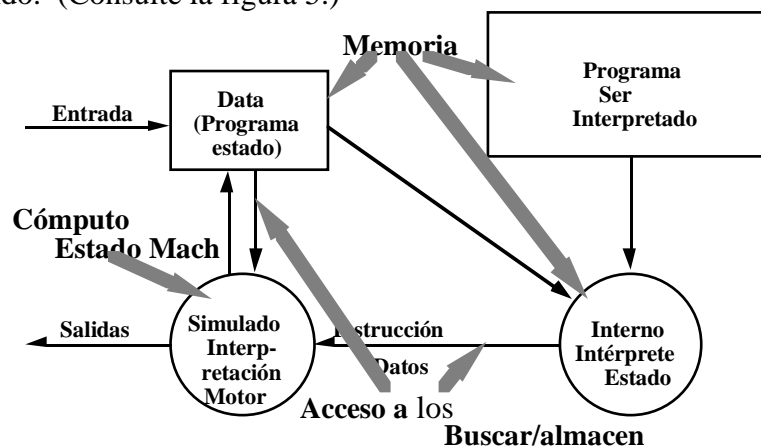 do. (Consulte la figura 3.)
Memoria
Programa
Ser
Interpretado
Entrada
Data
(Programa
estado)
Cómputo
Estado Mach
Salidas
Simulado
Interp-
retación
Motor
Instrucción
Datos
Interno
Intérprete
Estado
Acceso a los
Buscar/almacen